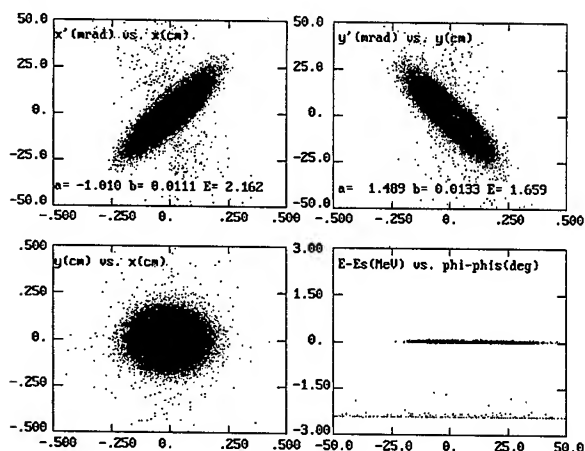 50.0
x'(mrad) vs. x(cm)
25.0
0.
-25.0
a= -1.010 b= 0.0111 E= 2.162
-50.0
-.500 -.250 0. .250
50.0
y'(mrad) vs. y(cm)
25.0
0.
-25.0
a= 1.489 b= 0.0133 E= 1.659
-50.0
-.500 -.250 0. .250
.500
y(cm) vs. x(cm)
.250
0.
-.250
-.500
-.500 -.250 0. .250
3.00
E-Es(MeV) vs. phi-phis(deg)
1.50
0.
-1.50
-3.00
-50.0 -25.0 0. 25.0 50.0